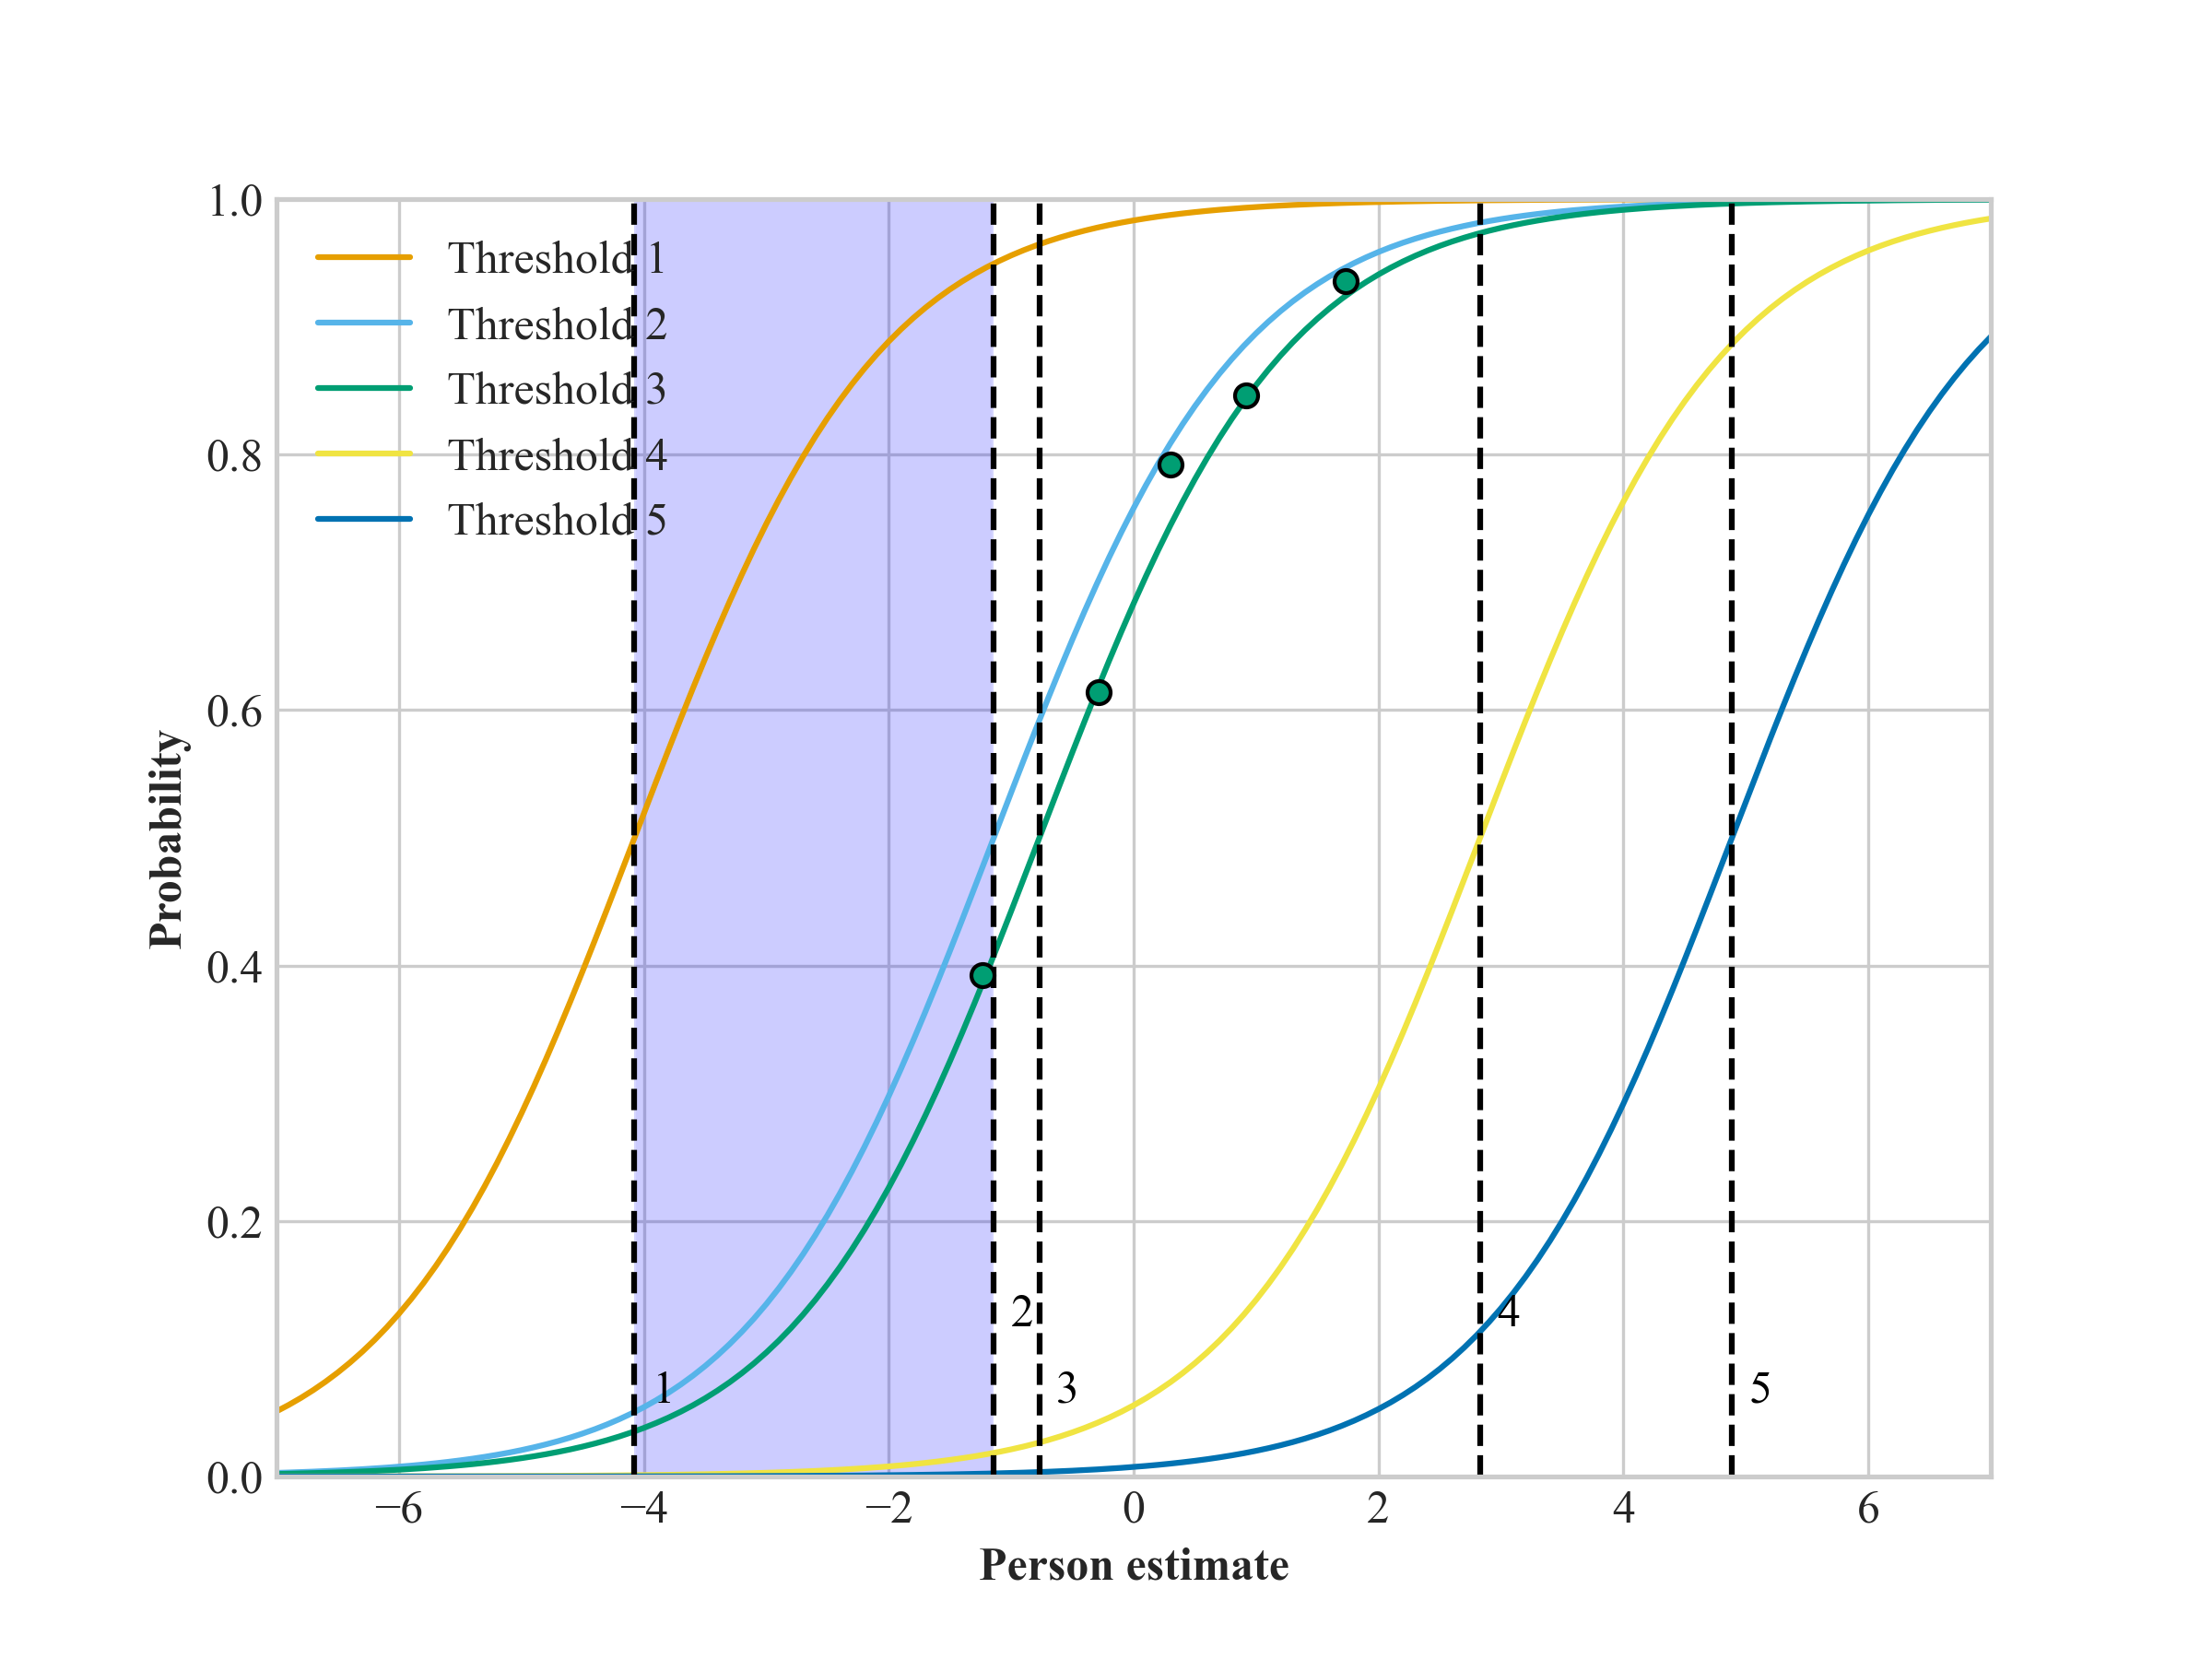 1.0
Threshold 1
Threshold 2
Threshold 3
0.8
Threshold 4
Threshold 5
0.6
Probability
0.4
0.2
2
4
1
3
5
0.0
−6 −4 −2 0 2 4 6
Person estimate